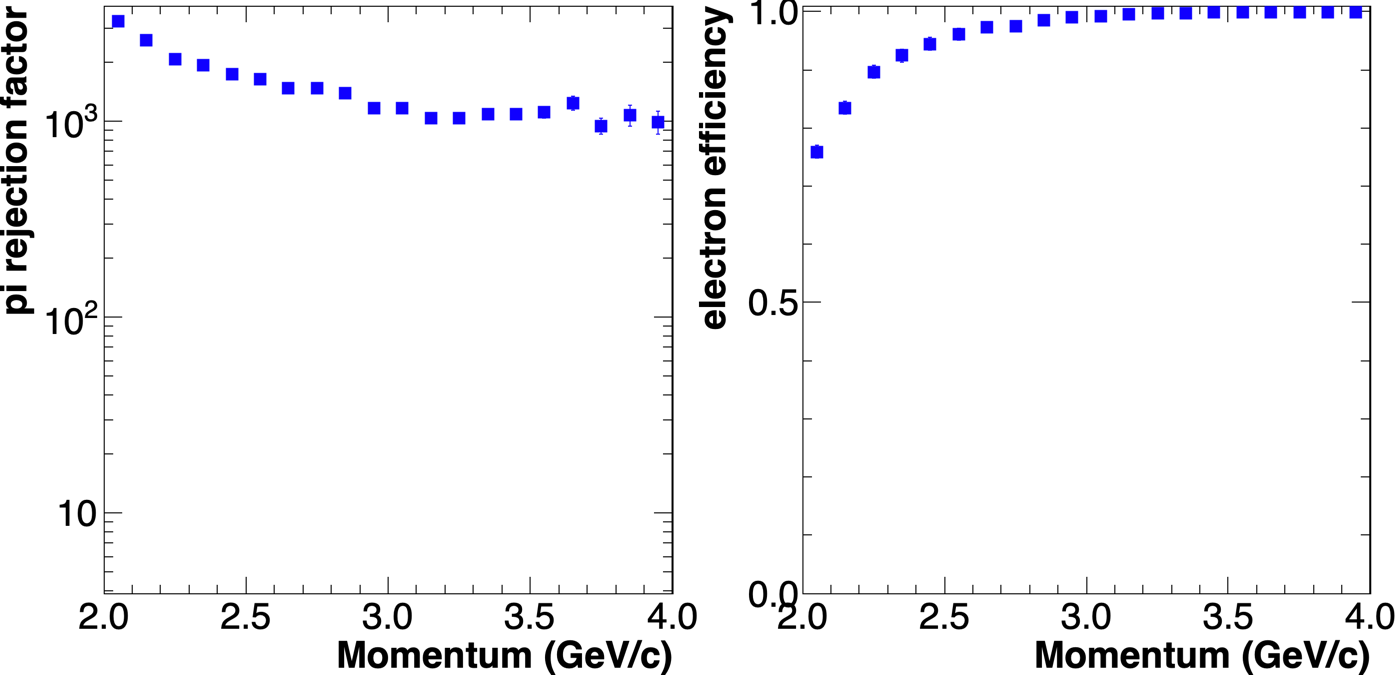 pi rejection factor
10³
10²
10
2.0 2.5 3.0 3.5 4.0
Momentum (GeV/c)
electron efficiency
1.0
0.5
0.0
2.0 2.5 3.0 3.5 4.0
Momentum (GeV/c)